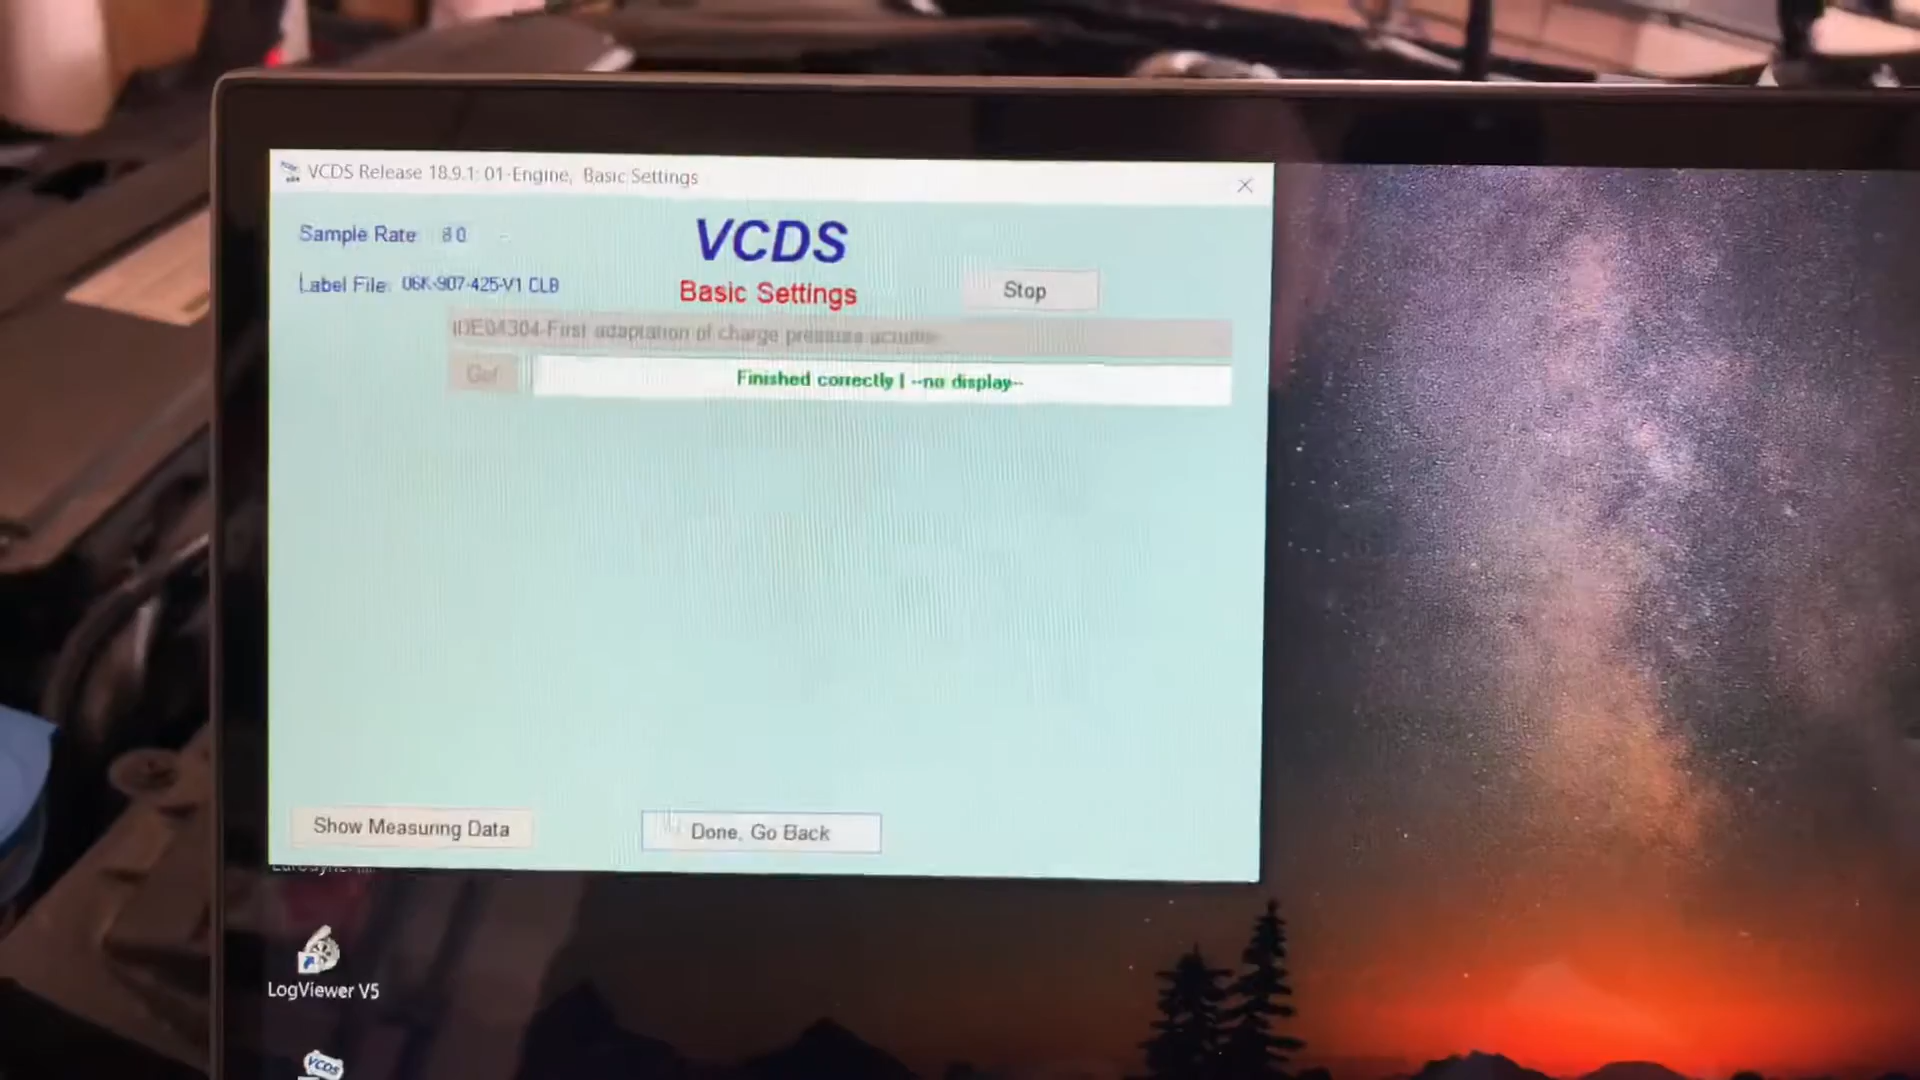 VCDS Release 18.9.1: 01-Engine, Basic Settings
Sample Rate: 8.0
VCDS
Label File: 06K-907-425-V1.CLB
Basic Settings
Stop
IDE04304-First adaptation of charge pressure
Go!
Finished correctly | --no display--
Show Measuring Data
Done, Go Back
LogViewer V5
VCDS